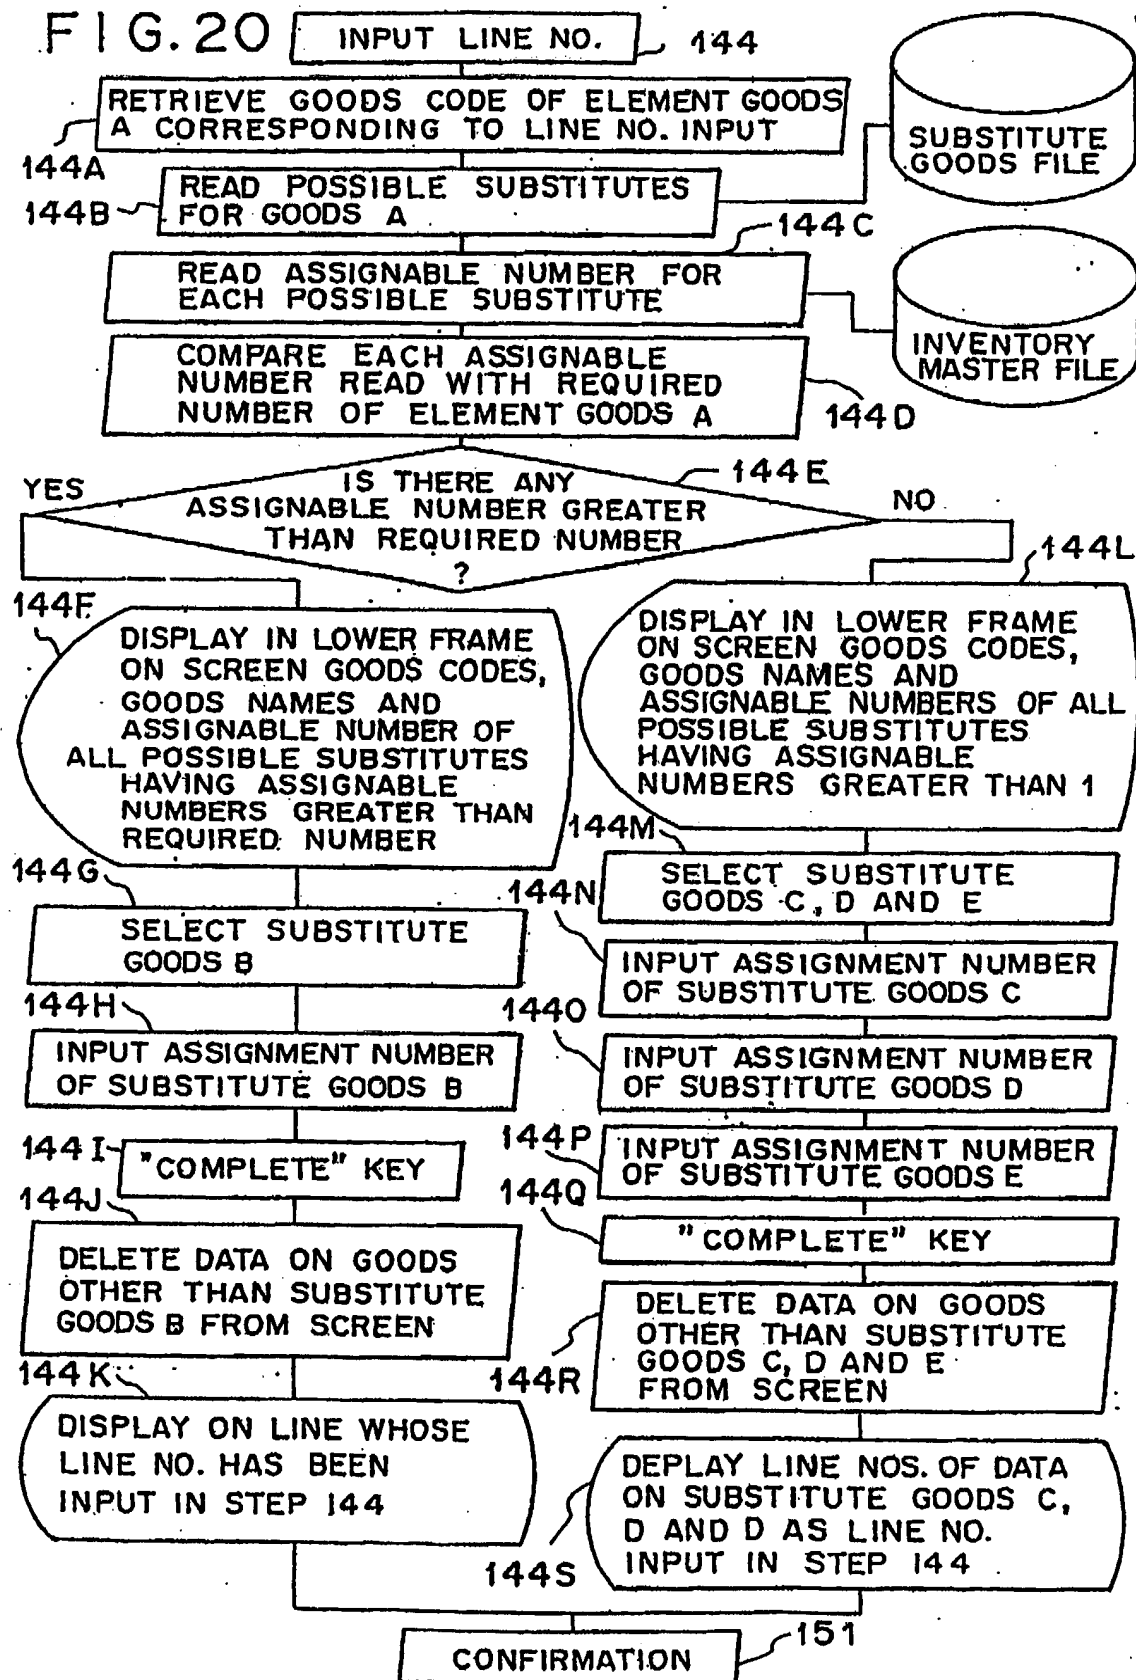 FIG. 20
INPUT LINE NO.
144
RETRIEVE GOODS CODE OF ELEMENT GOODS
A CORRESPONDING TO LINE NO. INPUT
144A
SUBSTITUTE
GOODS FILE
READ POSSIBLE SUBSTITUTES
FOR GOODS A
144B
144C
READ ASSIGNABLE NUMBER FOR
EACH POSSIBLE SUBSTITUTE
INVENTORY
MASTER FILE
COMPARE EACH ASSIGNABLE
NUMBER READ WITH REQUIRED
NUMBER OF ELEMENT GOODS A
144D
144E
IS THERE ANY
ASSIGNABLE NUMBER GREATER
THAN REQUIRED NUMBER
?
YES
NO
144F
DISPLAY IN LOWER FRAME
ON SCREEN GOODS CODES,
GOODS NAMES AND
ASSIGNABLE NUMBER OF
ALL POSSIBLE SUBSTITUTES
HAVING ASSIGNABLE
NUMBERS GREATER THAN
REQUIRED NUMBER
144G
SELECT SUBSTITUTE
GOODS B
144H
INPUT ASSIGNMENT NUMBER
OF SUBSTITUTE GOODS B
144I
"COMPLETE" KEY
144J
DELETE DATA ON GOODS
OTHER THAN SUBSTITUTE
GOODS B FROM SCREEN
144K
DISPLAY ON LINE WHOSE
LINE NO. HAS BEEN
INPUT IN STEP 144
144L
DISPLAY IN LOWER FRAME
ON SCREEN GOODS CODES,
GOODS NAMES AND
ASSIGNABLE NUMBERS OF ALL
POSSIBLE SUBSTITUTES
HAVING ASSIGNABLE
NUMBERS GREATER THAN 1
144M
SELECT SUBSTITUTE
GOODS C, D AND E
144N
INPUT ASSIGNMENT NUMBER
OF SUBSTITUTE GOODS C
144O
INPUT ASSIGNMENT NUMBER
OF SUBSTITUTE GOODS D
144P
INPUT ASSIGNMENT NUMBER
OF SUBSTITUTE GOODS E
144Q
"COMPLETE" KEY
DELETE DATA ON GOODS
OTHER THAN SUBSTITUTE
GOODS C, D AND E
FROM SCREEN
144R
DEPLAY LINE NOS. OF DATA
ON SUBSTITUTE GOODS C,
D AND D AS LINE NO.
INPUT IN STEP 144
144S
151
CONFIRMATION